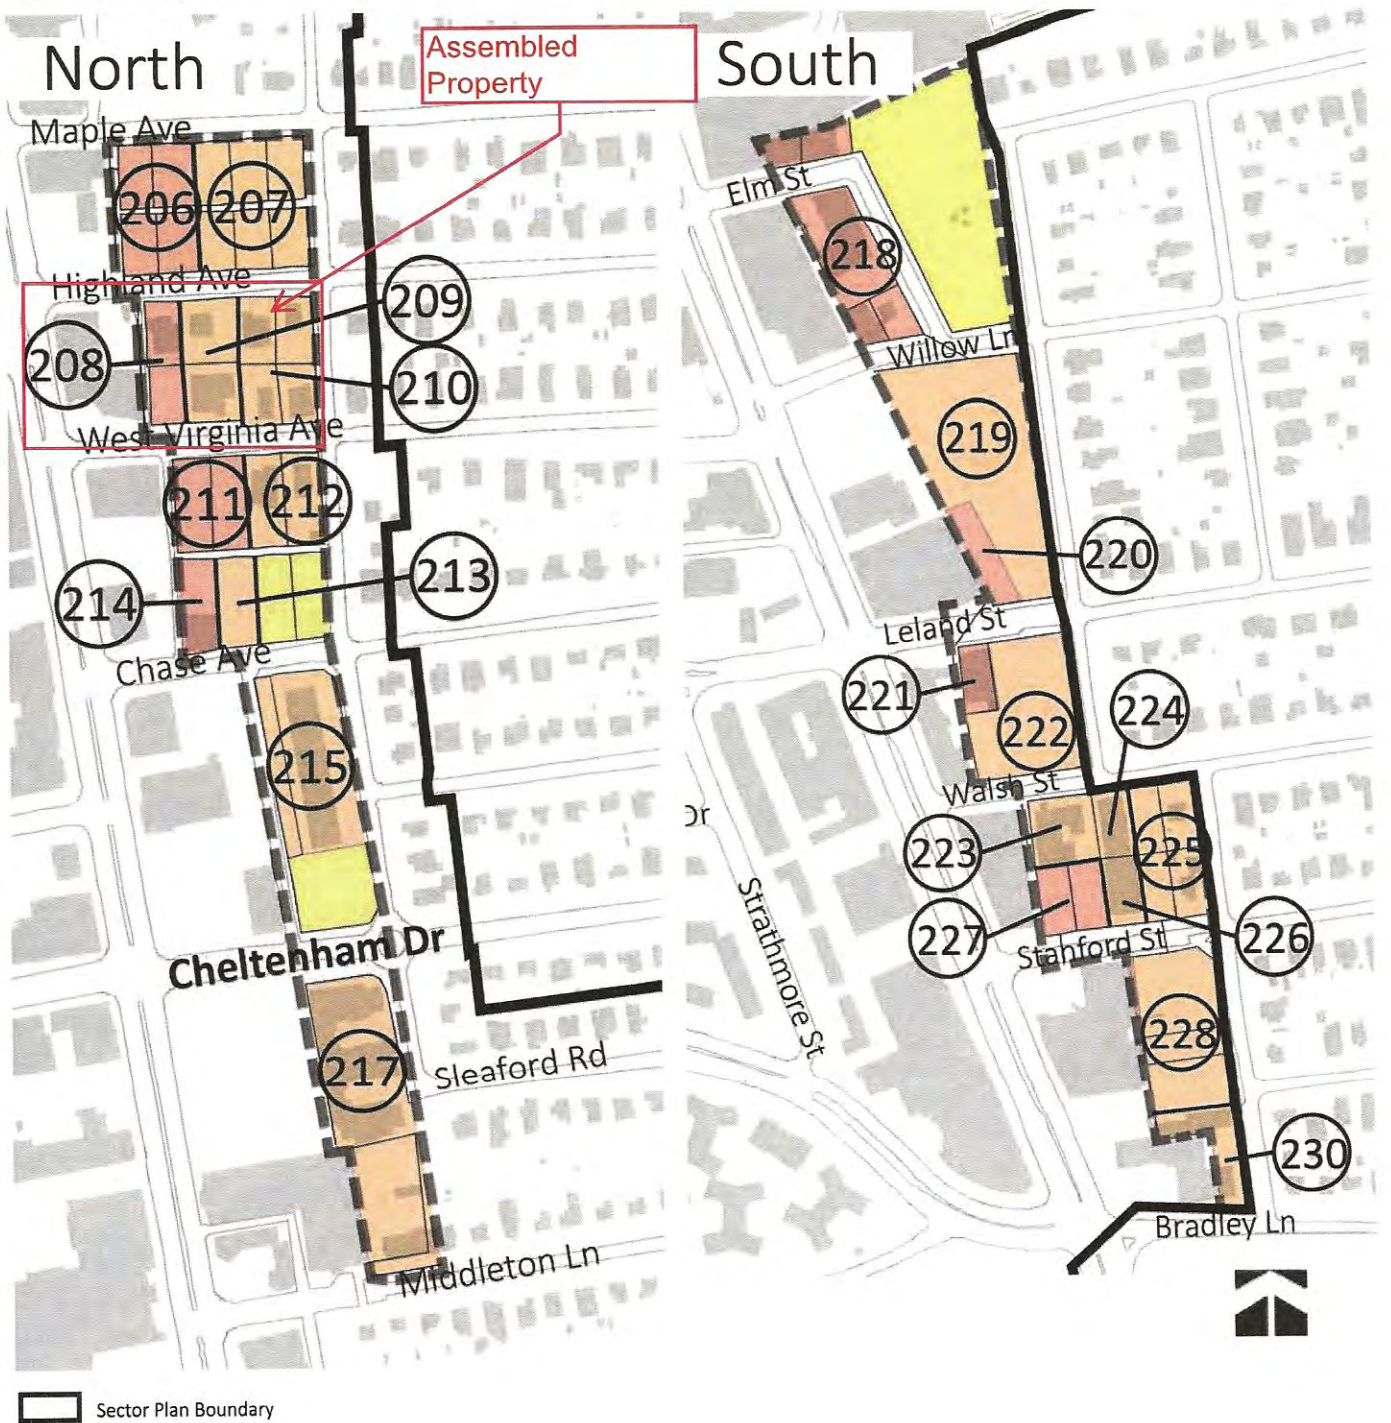 North
Assembled
Property
Maple Ave
206
207
Highland Ave
209
208
210
West Virginia Ave
211
212
213
214
Chase Ave
215
Cheltenham Dr
217
Sleaford Rd
Middleton Ln
South
Elm St
218
Willow Ln
219
220
Leland St
221
222
224
Walsh St
Dr
223
225
227
226
Stanford St
Strathmore St
228
230
Bradley Ln
Sector Plan Boundary